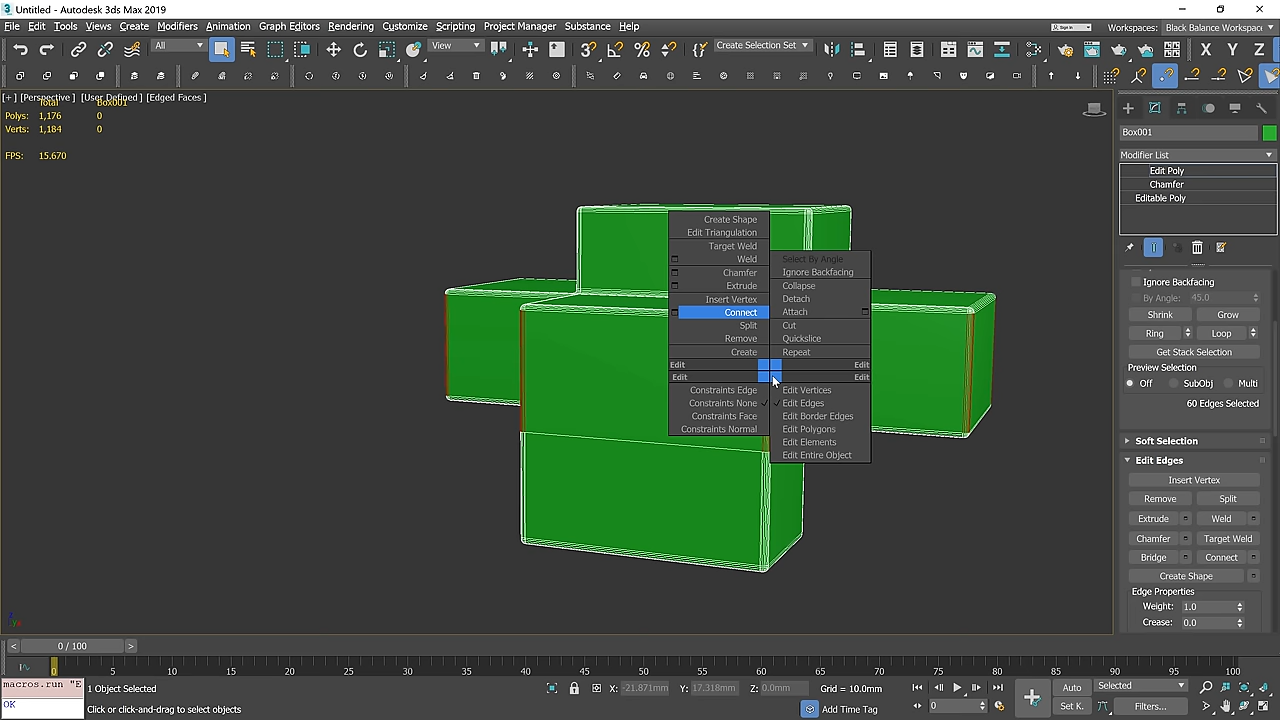 Untitled - Autodesk 3ds Max 2019
File Edit Tools Views Create Modifiers Animation Graph Editors Rendering Customize Scripting Project Manager Substance Help
Sign In
Workspaces: Black Balance Workspace
All
View
Create Selection Set
X Y Z
[+] [Perspective] [User Defined] [Edged Faces]
Total Box001
Polys: 1,176 0
Verts: 1,184 0
FPS: 15.670
Create Shape
Edit Triangulation
Target Weld
Weld
Chamfer
Extrude
Insert Vertex
Connect
Split
Remove
Create
Edit
Edit
Constraints Edge
Constraints None
Constraints Face
Constraints Normal
Select By Angle
Ignore Backfacing
Collapse
Detach
Attach
Cut
Quickslice
Repeat
Edit
Edit
Edit Vertices
Edit Edges
Edit Border Edges
Edit Polygons
Edit Elements
Edit Entire Object
Box001
Modifier List
Edit Poly
Chamfer
Editable Poly
Ignore Backfacing
By Angle: 45.0
Shrink Grow
Ring Loop
Get Stack Selection
Preview Selection
Off SubObj Multi
60 Edges Selected
Soft Selection
Edit Edges
Insert Vertex
Remove Split
Extrude Weld
Chamfer Target Weld
Bridge Connect
Create Shape
Edge Properties
Weight: 1.0
Crease: 0.0
< 0 / 100 >
0 5 10 15 20 25 30 35 40 45 50 55 60 65 70 75 80 85 90 95 100
macros.run "E
OK
1 Object Selected
Click or click-and-drag to select objects
X: -21.871mm Y: 17.318mm Z: 0.0mm Grid = 10.0mm
Add Time Tag
0
Auto Selected
Set K. Filters...